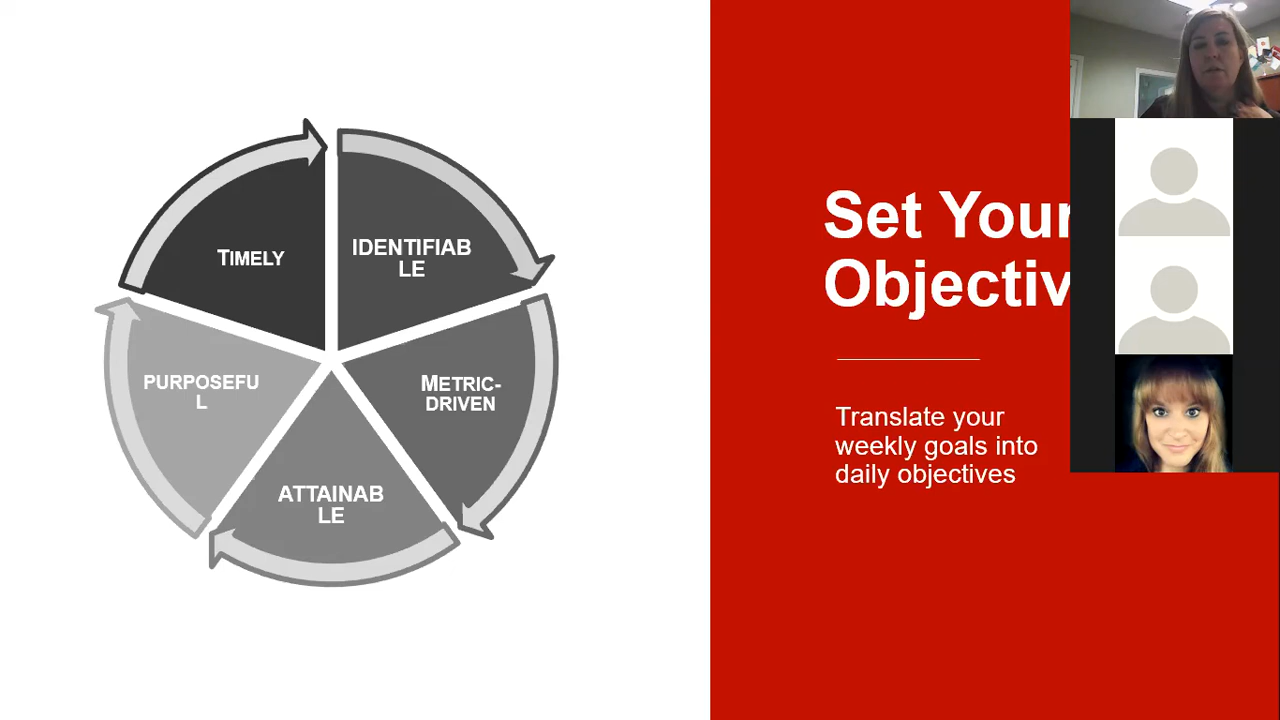 TIMELY
IDENTIFIAB
LE
PURPOSEFU
L
METRIC-
DRIVEN
ATTAINAB
LE
Set Your
Objectiv
Translate your
weekly goals into
daily objectives